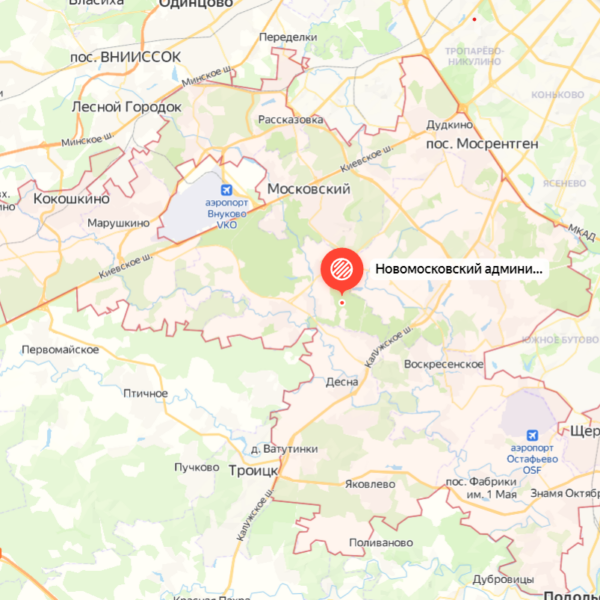 Власиха
Одинцово
Переделки
пос. ВНИИССОК
Минское ш.
ТРОПАРЁВО-
НИКУЛИНО
Лесной Городок
КОНЬКОВО
Рассказовка
Дудкино
Минское ш.
пос. Мосрентген
Киевское ш.
ЯСЕНЕВО
Кокошкино
аэропорт
Внуково
VKO
Московский
Марушкино
МКАД
Киевское ш.
Новомосковский админи...
Первомайское
Калужское ш.
ЮЖНОЕ БУТОВО
Воскресенское
Десна
Птичное
аэропорт
Остафьево
OSF
Щер
д. Ватутинки
Пучково
Троицк
Яковлево
пос. Фабрики
им. 1 Мая
Знамя Октябр
Калужское ш.
Поливаново
Дубровицы